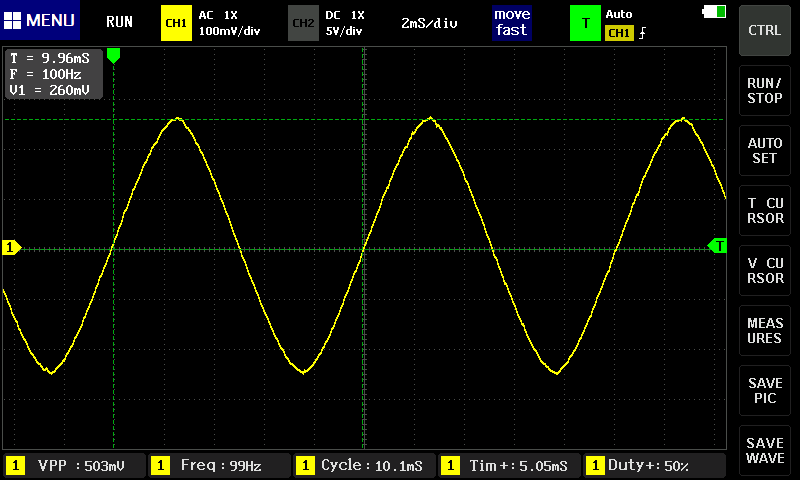 MENU
RUN
CH1
AC 1X
100mV/div
CH2
DC 1X
5V/div
2mS/div
move
fast
T
Auto
CH1
CTRL
T = 9.96mS
F = 100Hz
V1 = 260mV
RUN/
STOP
AUTO
SET
T CU
RSOR
1
T
V CU
RSOR
MEAS
URES
SAVE
PIC
SAVE
WAVE
1 VPP : 503mV
1 Freq : 99Hz
1 Cycle : 10.1mS
1 Tim+: 5.05mS
1 Duty+: 50%